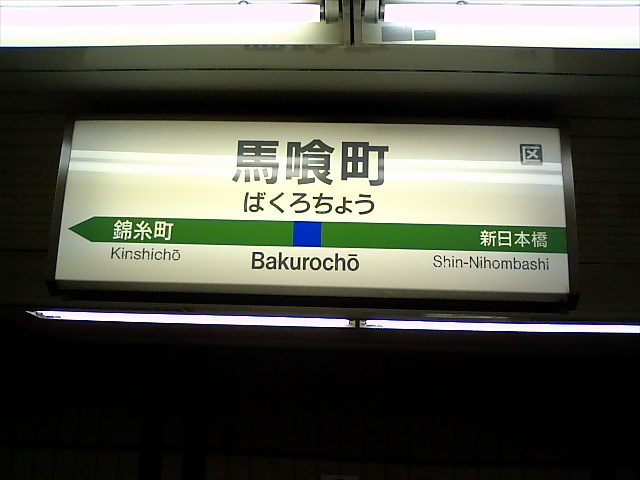 馬喰町
区
ばくろちょう
錦糸町
新日本橋
Kinshichō
Bakurochō
Shin-Nihombashi